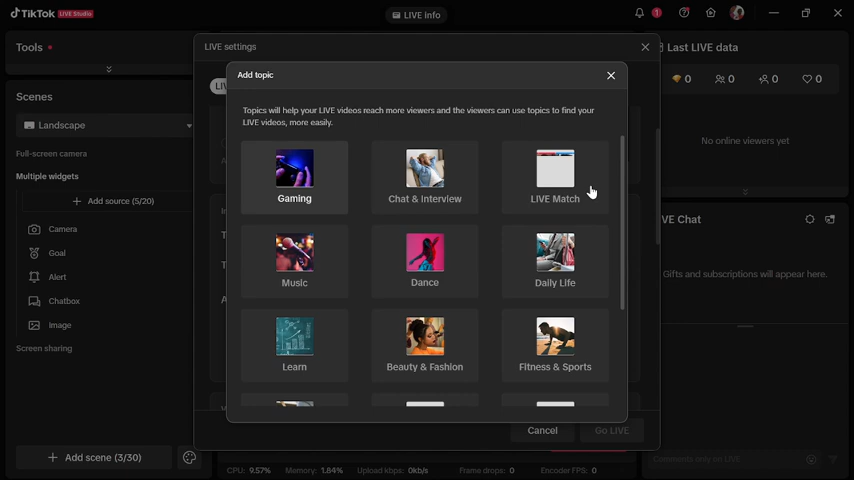 TikTok LIVE Studio
LIVE info
1
Tools
LIVE settings
Last LIVE data
Add topic
0 0 0 0
Scenes
Topics will help your LIVE videos reach more viewers and the viewers can use topics to find your
LIVE videos, more easily.
Landscape
No online viewers yet
Full-screen camera
Multiple widgets
Add source (5/20)
Gaming
Chat & Interview
LIVE Match
Camera
LIVE Chat
Goal
Gifts and subscriptions will appear here.
Alert
Music
Dance
Daily Life
Chatbox
Image
Screen sharing
Learn
Beauty & Fashion
Fitness & Sports
Cancel
Go LIVE
Add scene (3/30)
Comments only on LIVE
CPU: 9.57% Memory: 1.84% Upload kbps: 0kb/s Frame drops: 0 Encoder FPS: 0